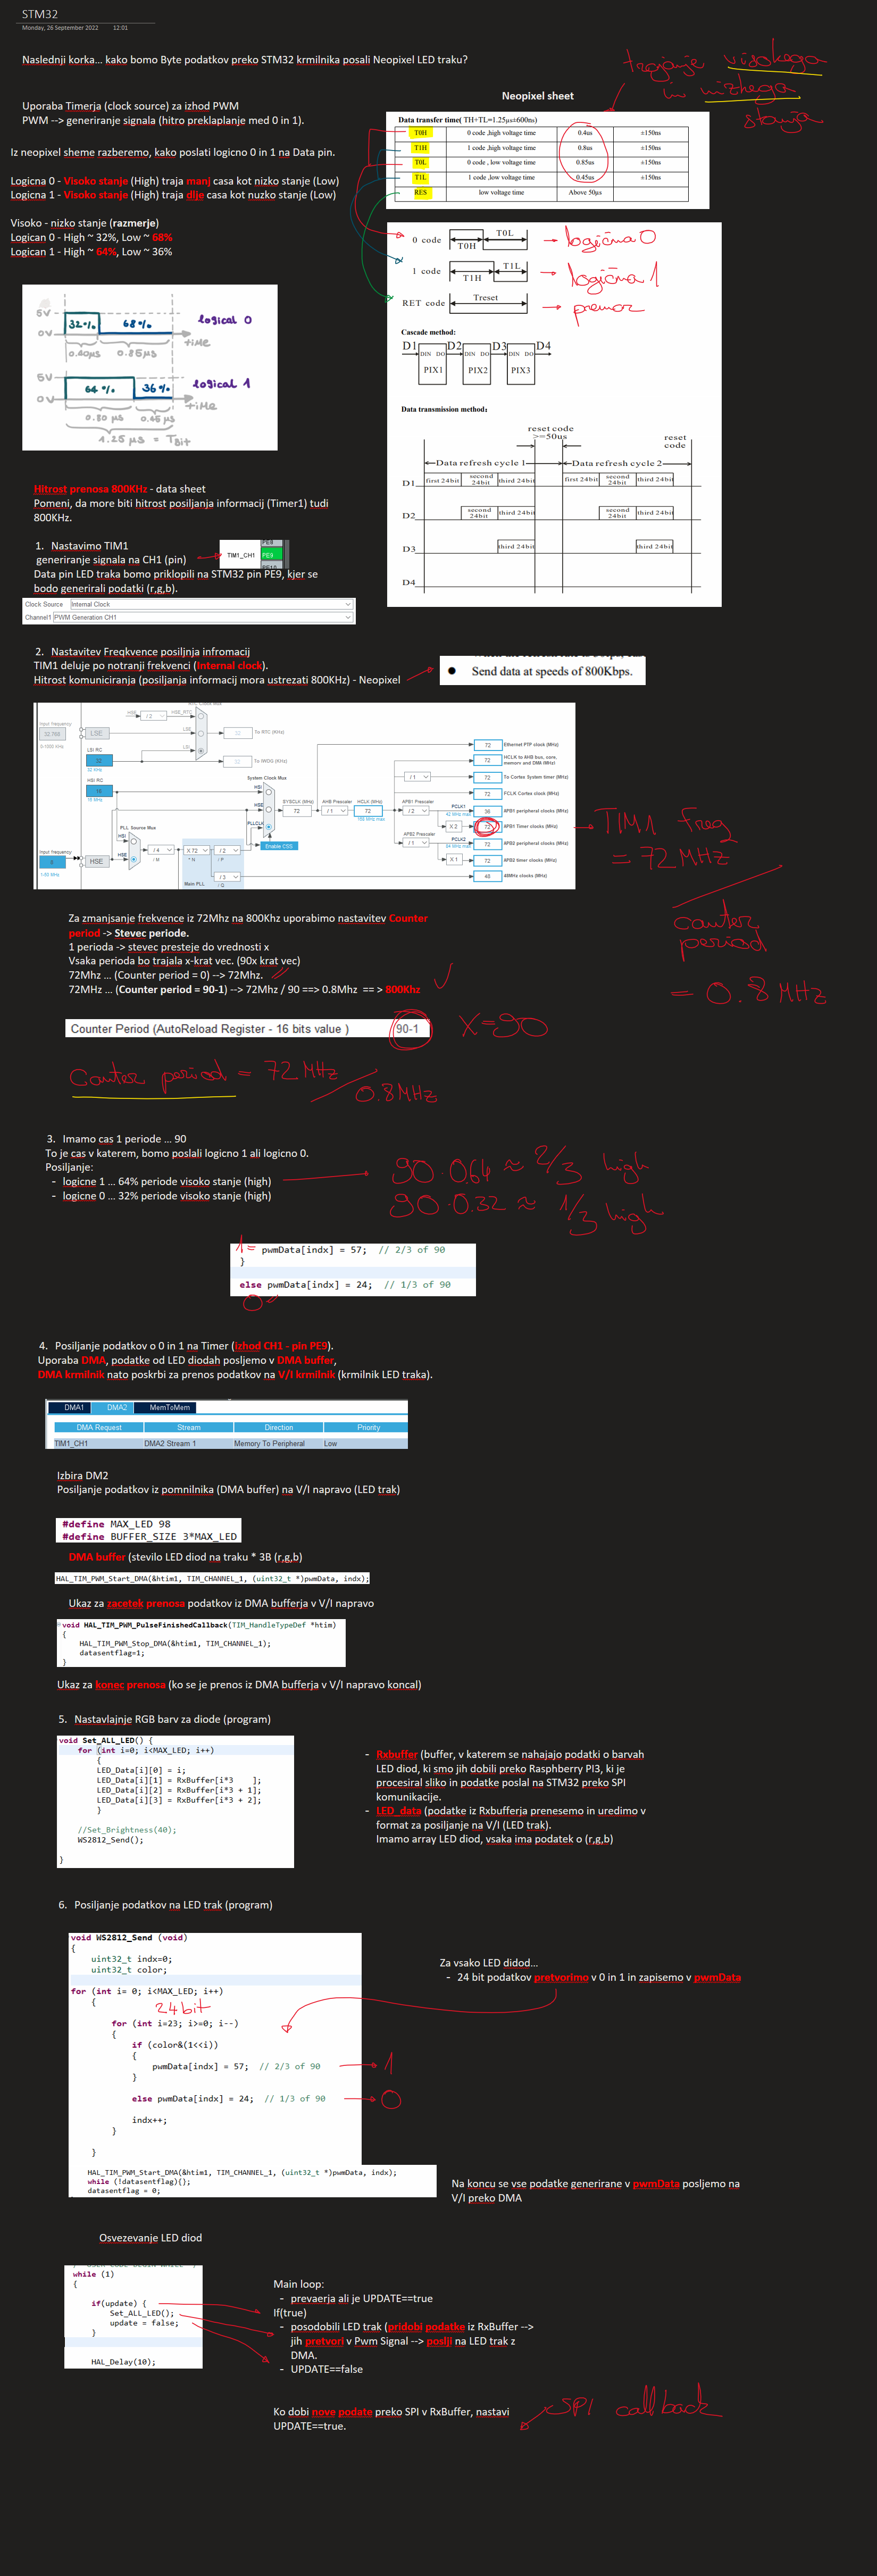 STM32
Monday, 26 September 2022 12:01
Naslednji korka... kako bomo Byte podatkov preko STM32 krmilnika posali Neopixel LED traku?
trajanje visokega
in nizkega
stanja
Uporaba Timerja (clock source) za izhod PWM
PWM --> generiranje signala (hitro preklaplanje med 0 in 1).
Iz neopixel sheme razberemo, kako poslati logicno 0 in 1 na Data pin.
Logicna 0 - Visoko stanje (High) traja manj casa kot nizko stanje (Low)
Logicna 1 - Visoko stanje (High) traja dlje casa kot nuzko stanje (Low)
Visoko - nizko stanje (razmerje)
Logican 0 - High ~ 32%, Low ~ 68%
Logican 1 - High ~ 64%, Low ~ 36%
Neopixel sheet
Data transfer time( TH+TL=1.25μs±600ns)
T0H 0 code ,high voltage time 0.4us ±150ns
T1H 1 code ,high voltage time 0.8us ±150ns
T0L 0 code , low voltage time 0.85us ±150ns
T1L 1 code ,low voltage time 0.45us ±150ns
RES low voltage time Above 50μs
0 code T0H T0L logična 0
1 code T1H T1L logična 1
RET code Treset premor
Cascade method:
D1 D2 D3 D4
DIN DO DIN DO DIN DO
PIX1 PIX2 PIX3
Data transmission method:
reset code
>=50us
reset
code
Data refresh cycle 1 Data refresh cycle 2
D1 first 24bit second 24bit third 24bit first 24bit second 24bit third 24bit
D2 second 24bit third 24bit second 24bit third 24bit
D3 third 24bit third 24bit
D4
5V
0V
32% 68% logical 0
time
0.40μs 0.85μs
5V
0V
64% 36% logical 1
time
0.80 μs 0.45 μs
1.25 μs = Tbit
Hitrost prenosa 800KHz - data sheet
Pomeni, da more biti hitrost posiljanja informacij (Timer1) tudi
800KHz.
1. Nastavimo TIM1
generiranje signala na CH1 (pin)
TIM1_CH1 PE9
Data pin LED traka bomo priklopili na STM32 pin PE9, kjer se
bodo generirali podatki (r,g,b).
Clock Source Internal Clock
Channel1 PWM Generation CH1
2. Nastavitev Freqkvence posiljnja infromacij
TIM1 deluje po notranji frekvenci (Internal clock).
Hitrost komuniciranja (posiljanja informacij mora ustrezati 800KHz) - Neopixel
● Send data at speeds of 800Kbps.
Input frequency
32.768
0-1000 KHz
LSE
HSE
/ 2
HSE_RTC
LSE
LSI
To RTC (KHz)
32
To IWDG (KHz)
LSI RC
32
32 KHz
HSI RC
16
16 MHz
System Clock Mux
HSI
HSE
PLLCLK
Enable CSS
SYSCLK (MHz)
72
AHB Prescaler
/ 1
HCLK (MHz)
72
APB1 Prescaler
/ 2
PCLK1
42 MHz max
X 2
APB2 Prescaler
/ 1
PCLK2
84 MHz max
X 1
PLL Source Mux
HSI
HSE
/ 4
/ M
X 72
* N
/ 2
/ P
/ 3
/ Q
Main PLL
Input frequency
8
HSE
/ 1
72 Ethernet PTP clock (MHz)
72 HCLK to AHB bus, core, memory and DMA (MHz)
72 To Cortex System timer (MHz)
72 FCLK Cortex clock (MHz)
36 APB1 peripheral clocks (MHz)
72 APB1 Timer clocks (MHz)
72 APB2 peripheral clocks (MHz)
72 APB2 timer clocks (MHz)
48 48MHz clocks (MHz)
TIM1 freq
= 72MHz
Counter
period
= 0.8 MHz
Za zmanjsanje frekvence iz 72Mhz na 800Khz uporabimo nastavitev Counter
period -> Stevec periode.
1 perioda -> stevec presteje do vrednosti x
Vsaka perioda bo trajala x-krat vec. (90x krat vec)
72Mhz ... (Counter period = 0) --> 72Mhz.
72MHz ... (Counter period = 90-1) --> 72Mhz / 90 ==> 0.8Mhz == > 800Khz
Counter Period (AutoReload Register - 16 bits value ) 90-1
X=90
Counter period = 72 MHz / 0.8MHz
3. Imamo cas 1 periode ... 90
To je cas v katerem, bomo poslali logicno 1 ali logicno 0.
Posiljanje:
- logicne 1 ... 64% periode visoko stanje (high)
- logicne 0 ... 32% periode visoko stanje (high)
90 · 0.64 ≈ 2/3 high
90 · 0.32 ≈ 1/3 high
1= pwmData[indx] = 57; // 2/3 of 90
}
else pwmData[indx] = 24; // 1/3 of 90
0=
4. Posiljanje podatkov o 0 in 1 na Timer (Izhod CH1 - pin PE9).
Uporaba DMA, podatke od LED diodah posljemo v DMA buffer,
DMA krmilnik nato poskrbi za prenos podatkov na V/I krmilnik (krmilnik LED traka).
DMA1 DMA2 MemToMem
DMA Request Stream Direction Priority
TIM1_CH1 DMA2 Stream 1 Memory To Peripheral Low
Izbira DM2
Posiljanje podatkov iz pomnilnika (DMA buffer) na V/I napravo (LED trak)
#define MAX_LED 98
#define BUFFER_SIZE 3*MAX_LED
DMA buffer (stevilo LED diod na traku * 3B (r,g,b)
HAL_TIM_PWM_Start_DMA(&htim1, TIM_CHANNEL_1, (uint32_t *)pwmData, indx);
Ukaz za zacetek prenosa podatkov iz DMA bufferja v V/I napravo
void HAL_TIM_PWM_PulseFinishedCallback(TIM_HandleTypeDef *htim)
{
HAL_TIM_PWM_Stop_DMA(&htim1, TIM_CHANNEL_1);
datasentflag=1;
}
Ukaz za konec prenosa (ko se je prenos iz DMA bufferja v V/I napravo koncal)
5. Nastavlajnje RGB barv za diode (program)
void Set_ALL_LED() {
for (int i=0; i<MAX_LED; i++)
{
LED_Data[i][0] = i;
LED_Data[i][1] = RxBuffer[i*3 ];
LED_Data[i][2] = RxBuffer[i*3 + 1];
LED_Data[i][3] = RxBuffer[i*3 + 2];
}
//Set_Brightness(40);
WS2812_Send();
}
- Rxbuffer (buffer, v katerem se nahajajo podatki o barvah
LED diod, ki smo jih dobili preko Rasphberry PI3, ki je
procesiral sliko in podatke poslal na STM32 preko SPI
komunikacije.
- LED_data (podatke iz Rxbufferja prenesemo in uredimo v
format za posiljanje na V/I (LED trak).
Imamo array LED diod, vsaka ima podatek o (r,g,b)
6. Posiljanje podatkov na LED trak (program)
void WS2812_Send (void)
{
uint32_t indx=0;
uint32_t color;
for (int i= 0; i<MAX_LED; i++)
{
24bit
for (int i=23; i>=0; i--)
{
if (color&(1<<i))
{
pwmData[indx] = 57; // 2/3 of 90 1
}
else pwmData[indx] = 24; // 1/3 of 90 0
indx++;
}
}
HAL_TIM_PWM_Start_DMA(&htim1, TIM_CHANNEL_1, (uint32_t *)pwmData, indx);
while (!datasentflag){};
datasentflag = 0;
Za vsako LED didod...
- 24 bit podatkov pretvorimo v 0 in 1 in zapisemo v pwmData
Na koncu se vse podatke generirane v pwmData posljemo na
V/I preko DMA
Osvezevanje LED diod
while (1)
{
if(update) {
Set_ALL_LED();
update = false;
}
HAL_Delay(10);
Main loop:
- prevaerja ali je UPDATE==true
If(true)
- posodobili LED trak (pridobi podatke iz RxBuffer -->
jih pretvori v Pwm Signal --> poslji na LED trak z
DMA.
- UPDATE==false
Ko dobi nove podate preko SPI v RxBuffer, nastavi
UPDATE==true.
SPI callback